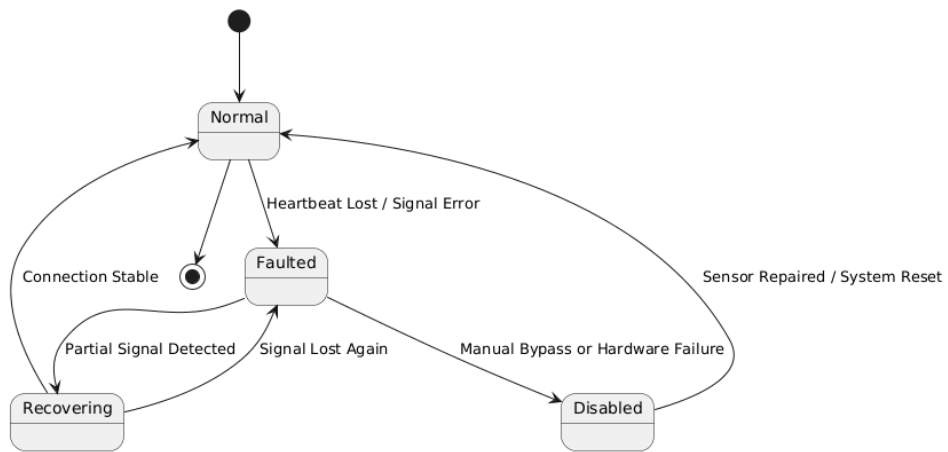 Normal
Heartbeat Lost / Signal Error
Faulted
Connection Stable
Sensor Repaired / System Reset
Partial Signal Detected
Signal Lost Again
Manual Bypass or Hardware Failure
Recovering
Disabled